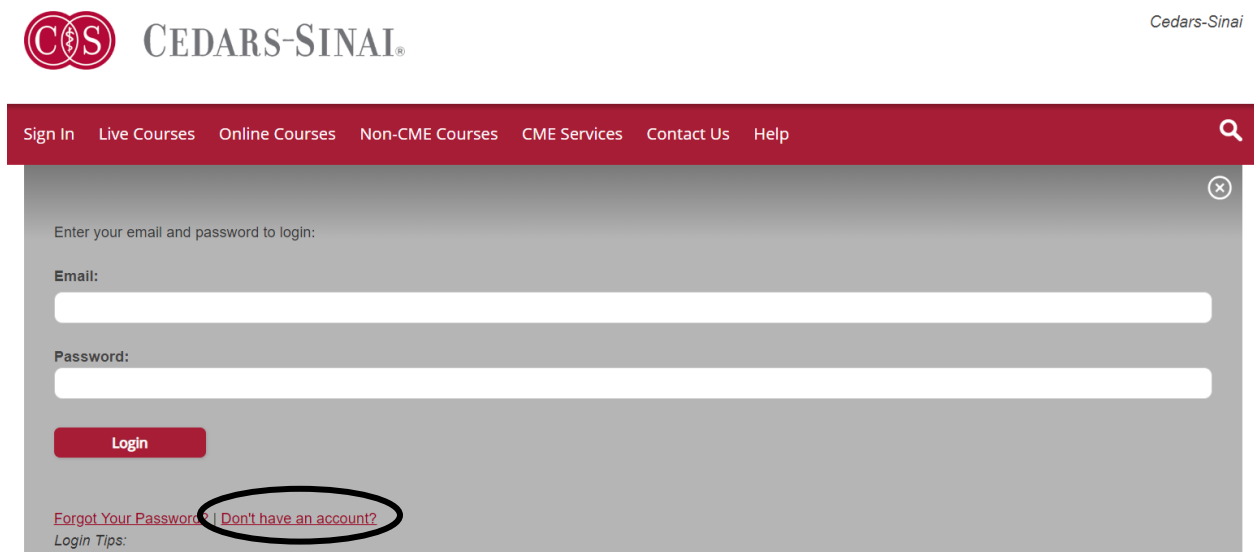 Cedars-Sinai
CS CEDARS-SINAI®
Sign In Live Courses Online Courses Non-CME Courses CME Services Contact Us Help
Enter your email and password to login:
Email:
Password:
Login
Forgot Your Password? | Don't have an account?
Login Tips: